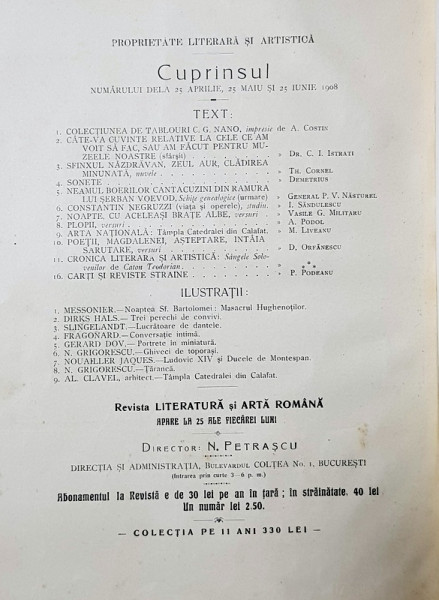 PROPRIETATE LITERARĂ ȘI ARTISTICĂ
Cuprinsul
NUMĂRULUI DELA 25 APRILIE, 25 MAIU ȘI 25 IUNIE 1908
TEXT:
1. COLECȚIUNEA DE TABLOURI C. G. NANO, impresie de A. COSTIN
2. CÂTE-VA CUVINTE RELATIVE LA CELE CE AM
VOIT SĂ FAC, SAU AM FĂCUT PENTRU MU-
ZEELE NOASTRE (sfârșit) „ DR. C. I. ISTRATI
3. SFINXUL NĂZDRĂVAN, ZEUL AUR, CLĂDIREA
MINUNATĂ, nuvele „ TH. CORNEL
4. SONETE „ DEMETRIUS
5. NEAMUL BOERILOR CANTACUZINI DIN RAMURA
LUI ȘERBAN VOEVOD, Schițe genealogice (urmare) „ GENERAL P. V. NĂSTUREL
6. CONSTANTIN NEGRUZZI (viața și operele), studiu „ I. SĂNDULESCU
7. NOAPTE, CU ACELEAȘI BRAȚE ALBE, versuri „ VASILE G. MILITARU
8. PLOPII, versuri „ A. PODOL
9. ARTA NAȚIONALĂ: Tâmpla Catedralei din Calafat. „ M. LIVEANU
10. POEȚII, MAGDALENEI, AȘTEPTARE, INTÂIA
SARUTARE, versuri „ D. ORFĂNESCU
11. CRONICA LITERARĂ ȘI ARTISTICĂ: Sângele Solo-
venilor de Caton Teodorian „ * * *
16. CĂRȚI ȘI REVISTE STRĂINE „ P. PODEANU
ILUSTRAȚII:
1. MESSONIER.—Noaptea Sf. Bartolomei: Masacrul Hughenoților.
2. DIRKS HALS.—Trei perechi de convivi.
3. SLINGELANDT.—Lucrătoare de dantele.
4. FRAGONARD.—Conversație intimă.
5. GERARD DOV.—Portrete în miniatură.
6. N. GRIGORESCU.—Ghiveci de toporași.
7. NOUALLER JAQUES.—Ludovic XIV și Ducele de Montespan.
8. N. GRIGORESCU.—Țărancă.
9. AL. CLAVEL, arhitect.—Tâmpla Catedralei din Calafat.
Revista LITERATURĂ și ARTĂ ROMÂNĂ
APARE LA 25 ALE FIECĂREI LUNI
DIRECTOR: N. PETRAȘCU
DIRECȚIA ȘI ADMINISTRAȚIA, BULEVARDUL COLȚEA NO. 1, BUCUREȘTI
(Intrarea prin curte 3—6 p. m.)
Abonamentul la Revistă e de 30 lei pe an în țară; în străinătate. 40 lei
Un număr lei 2.50.
— COLECȚIA PE 11 ANI 330 LEI —